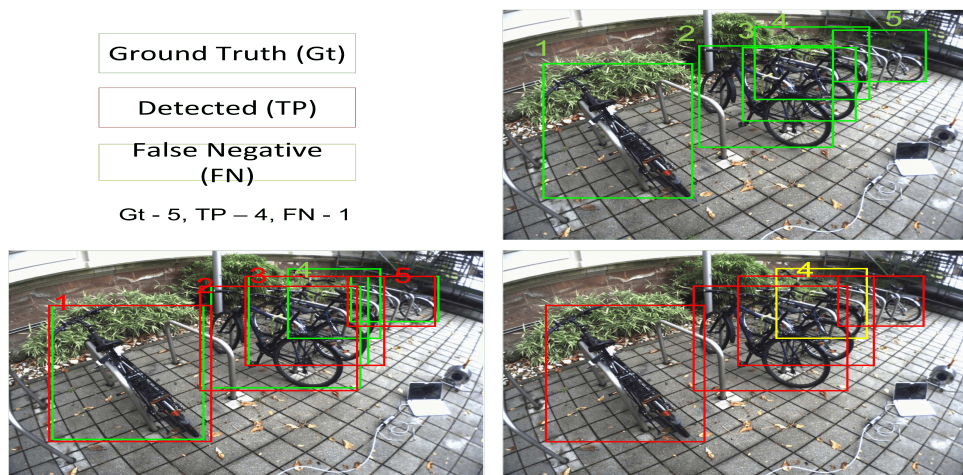 Ground Truth (Gt)
Detected (TP)
False Negative
(FN)
Gt - 5, TP – 4, FN - 1
1
2
3
4
5
1
2
3
4
5
4